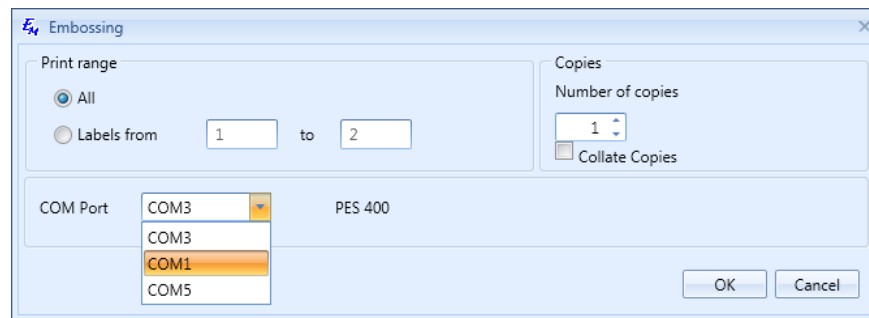 EM Embossing
Print range
All
Labels from 1 to 2
Copies
Number of copies
1
Collate Copies
COM Port COM3 PES 400
COM3
COM1
COM5
OK Cancel